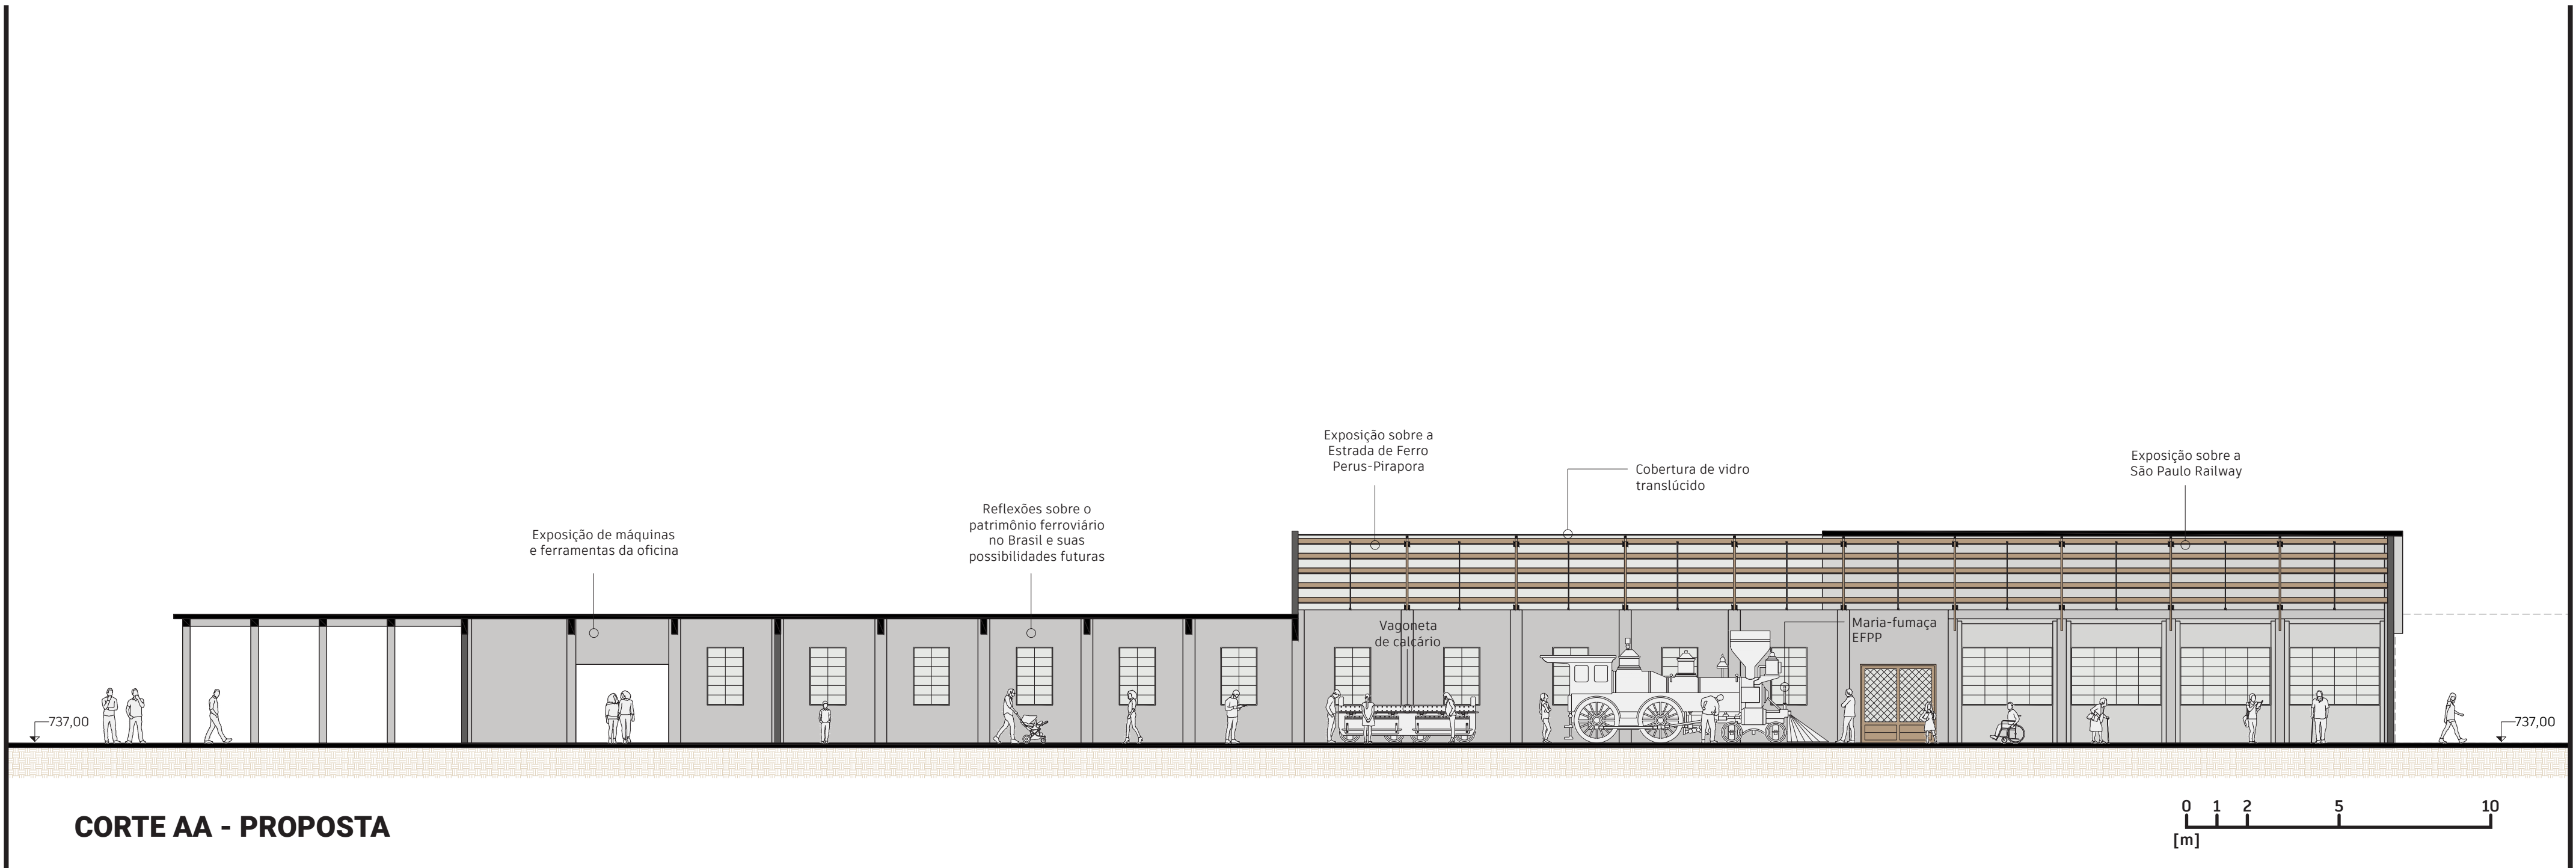 Exposição sobre a
Estrada de Ferro
Perus-Pirapora
Cobertura de vidro
translúcido
Exposição sobre a
São Paulo Railway
Reflexões sobre o
patrimônio ferroviário
no Brasil e suas
possibilidades futuras
Exposição de máquinas
e ferramentas da oficina
Vagoneta
de calcário
Maria-fumaça
EFPP
737,00
737,00
CORTE AA - PROPOSTA
0 1 2 5 10
[m]